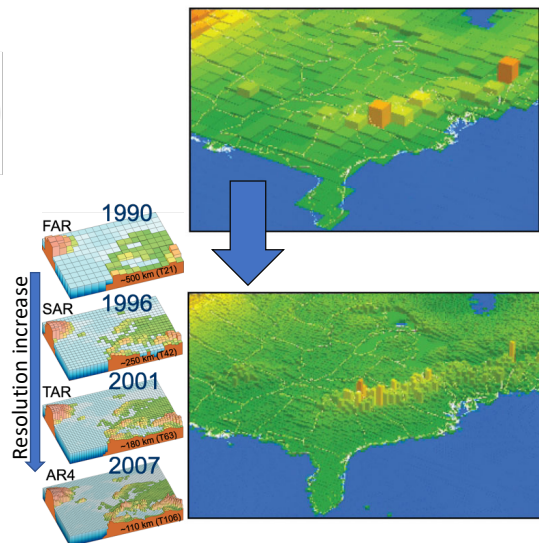 1990
FAR
~500 km (T21)
1996
SAR
~250 km (T42)
2001
TAR
~180 km (T63)
2007
AR4
~110 km (T106)
Resolution increase